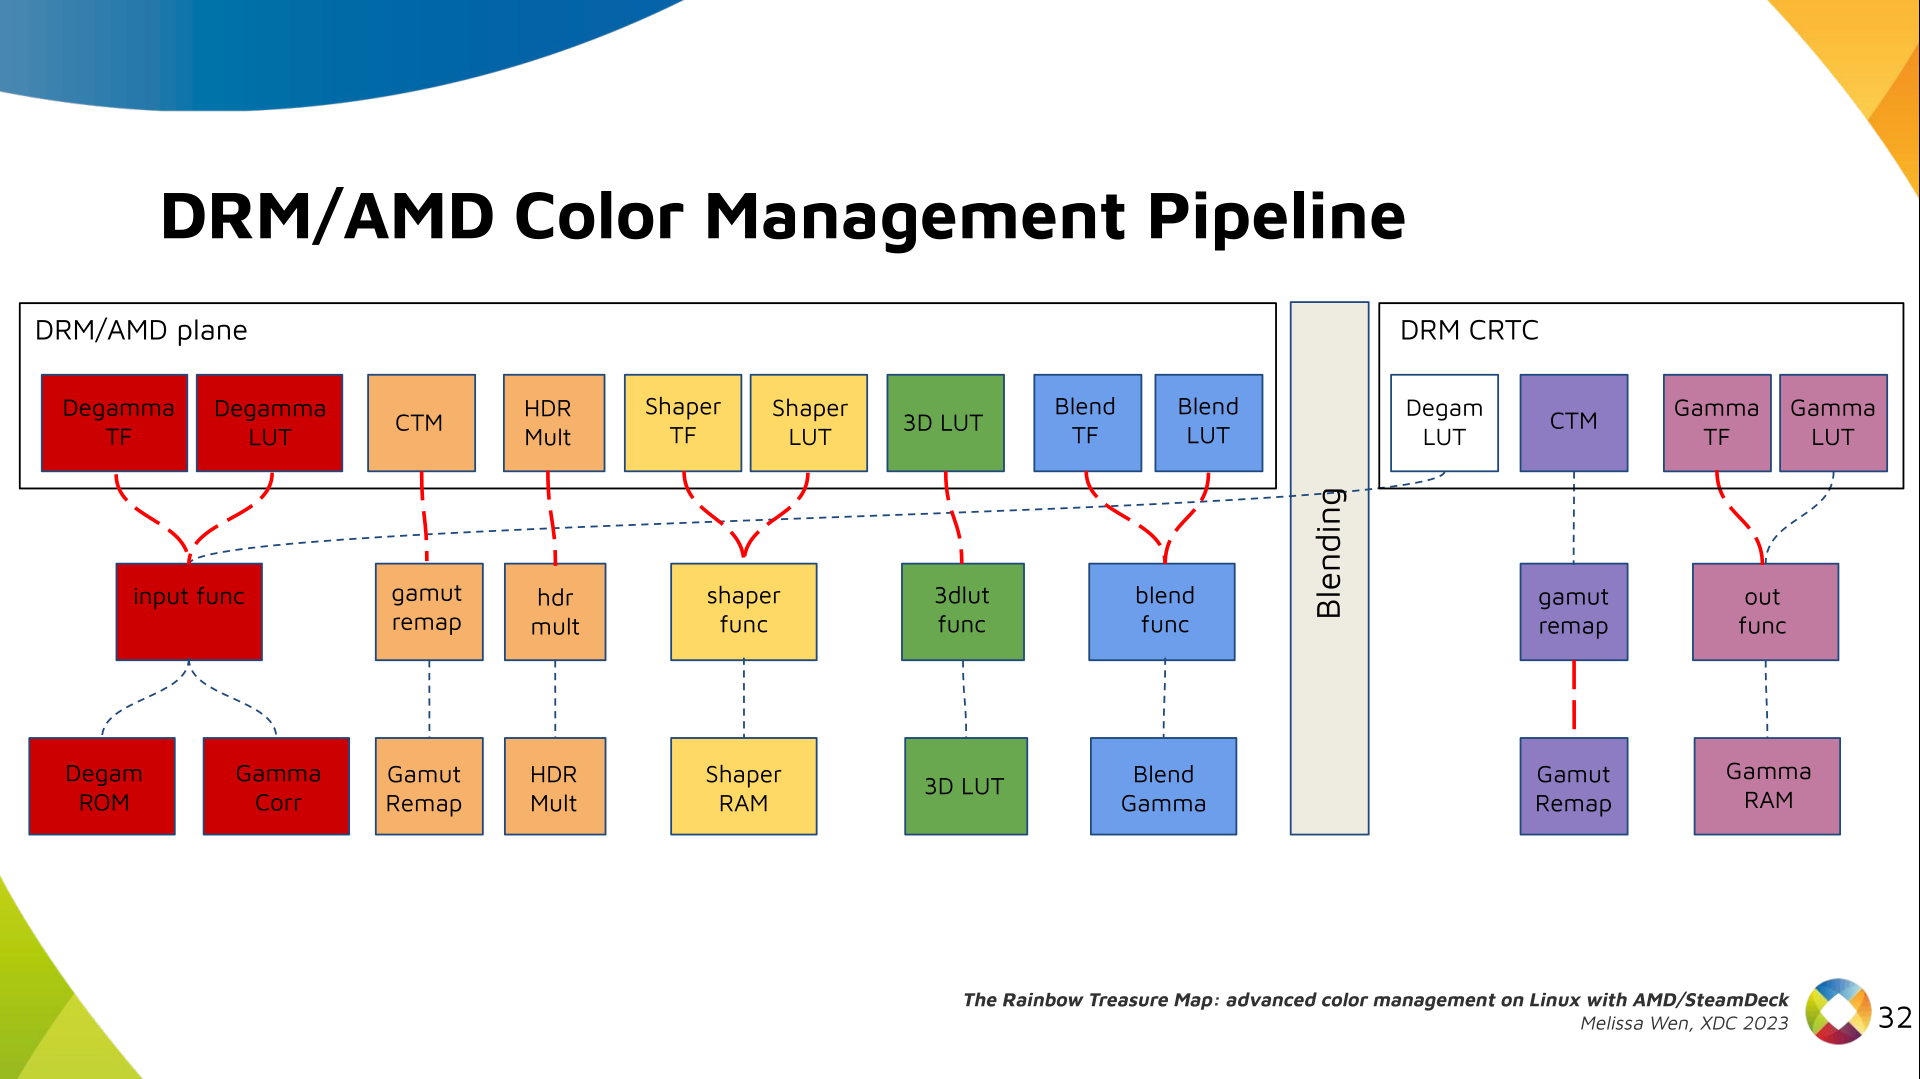 DRM/AMD Color Management Pipeline
DRM/AMD plane
Degamma
TF
Degamma
LUT
CTM
HDR
Mult
Shaper
TF
Shaper
LUT
3D LUT
Blend
TF
Blend
LUT
Blending
DRM CRTC
Degam
LUT
CTM
Gamma
TF
Gamma
LUT
input func
gamut
remap
hdr
mult
shaper
func
3dlut
func
blend
func
gamut
remap
out
func
Degam
ROM
Gamma
Corr
Gamut
Remap
HDR
Mult
Shaper
RAM
3D LUT
Blend
Gamma
Gamut
Remap
Gamma
RAM
The Rainbow Treasure Map: advanced color management on Linux with AMD/SteamDeck
Melissa Wen, XDC 2023
32